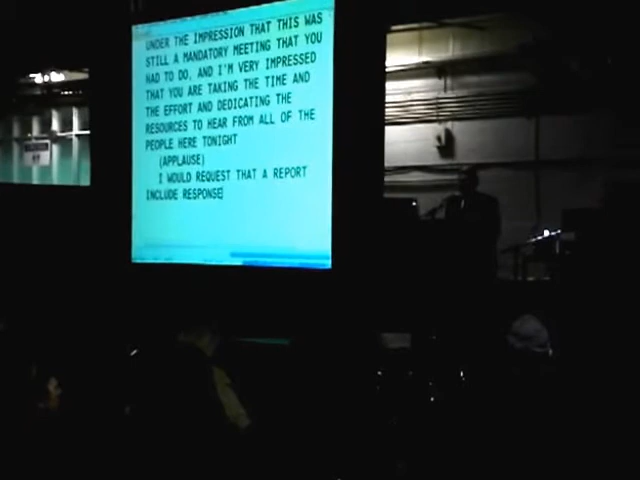 UNDER THE IMPRESSION THAT THIS WAS
STILL A MANDATORY MEETING THAT YOU
HAD TO DO, AND I'M VERY IMPRESSED
THAT YOU ARE TAKING THE TIME AND
THE EFFORT AND DEDICATING THE
RESOURCES TO HEAR FROM ALL OF THE
PEOPLE HERE TONIGHT
(APPLAUSE)
I WOULD REQUEST THAT A REPORT
INCLUDE RESPONSE